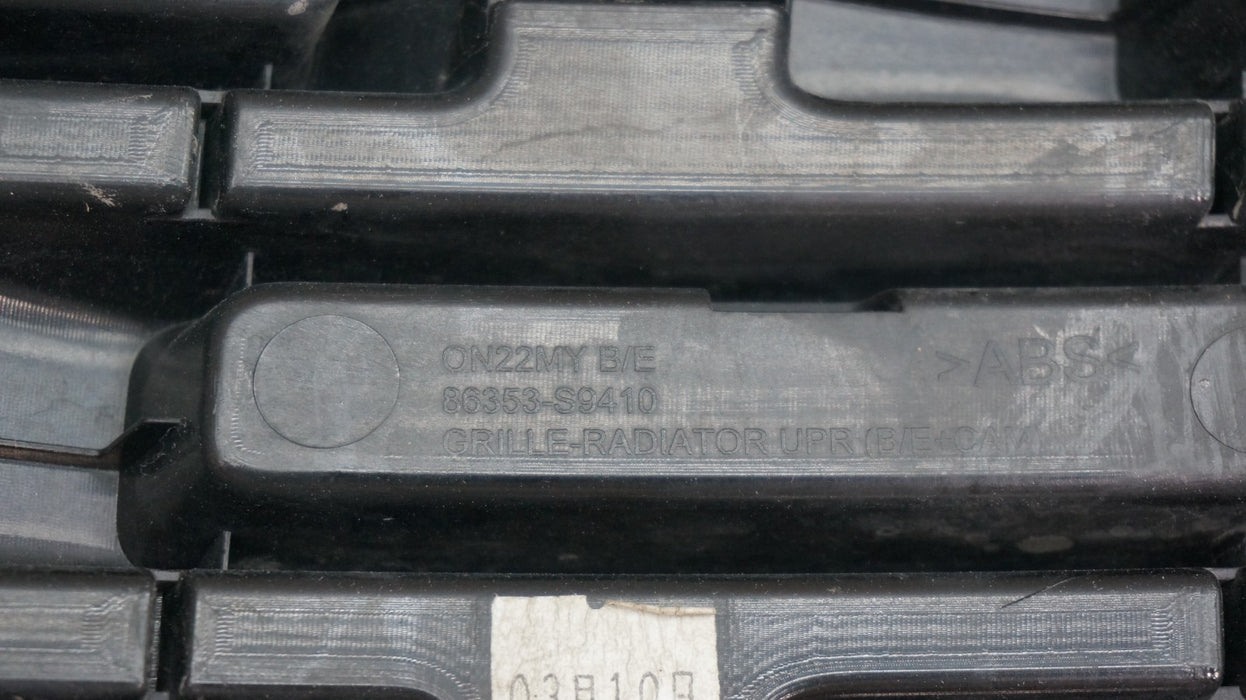 ON22MY B/E
>ABS<
86353-S9410
GRILLE-RADIATOR UPR (B/E+CAM